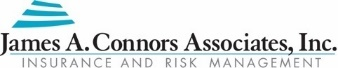 James A. Connors Associates, Inc.
INSURANCE AND RISK MANAGEMENT